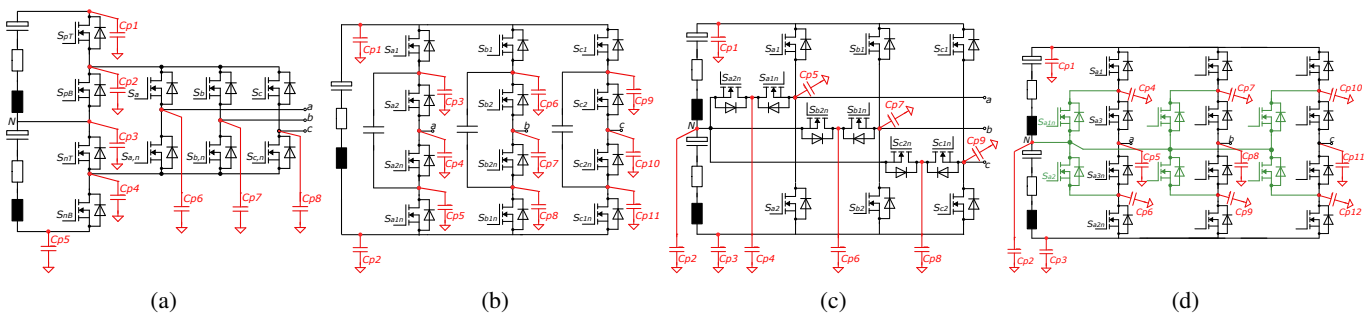 Cp1
SpT
Cp2
SpB
Sa
Sb
Sc
a
b
c
N
Cp3
SnT
Sa,n
Sb,n
Sc,n
Cp4
Cp6
Cp7
Cp8
SnB
Cp5
(a)
Cp1
Sa1
Sb1
Sc1
Cp3
Cp6
Cp9
Sa2
Sb2
Sc2
a
b
c
Cp4
Cp7
Cp10
Sa2n
Sb2n
Sc2n
Cp5
Cp8
Cp11
Sa1n
Sb1n
Sc1n
Cp2
(b)
Cp1
Sa1
Sb1
Sc1
Sa2n
Sa1n
Cp5
a
Sb2n
Sb1n
Cp7
N
b
Sc2n
Sc1n
Cp9
c
Sa2
Sb2
Sc2
Cp2
Cp3
Cp4
Cp6
Cp8
(c)
Cp1
Sa1
Cp4
Cp7
Cp10
Sa1n
Sa3
N
a
b
c
Cp5
Cp8
Cp11
Sa2
Sa3n
Cp6
Cp9
Cp12
Sa2n
Cp2
Cp3
(d)